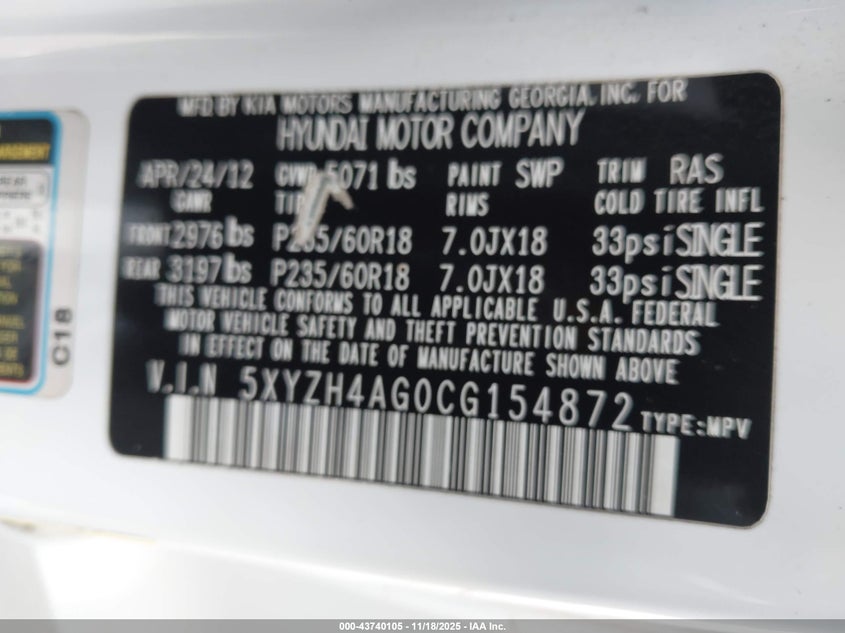 MFD BY KIA MOTORS MANUFACTURING GEORGIA, INC. FOR
HYUNDAI MOTOR COMPANY
APR/24/12 GVWR 5071 lbs PAINT SWP TRIM RAS
GAWR RIMS COLD TIRE INFL
FRONT 2976 lbs P235/60R18 7.0JX18 33psi SINGLE
REAR 3197 lbs P235/60R18 7.0JX18 33psi SINGLE
THIS VEHICLE CONFORMS TO ALL APPLICABLE U.S.A. FEDERAL
MOTOR VEHICLE SAFETY AND THEFT PREVENTION STANDARDS
IN EFFECT ON THE DATE OF MANUFACTURE SHOWN ABOVE
V.I.N 5XYZH4AG0CG154872 TYPE:MPV
C18
000-43740105 - 11/18/2025 - IAA Inc.